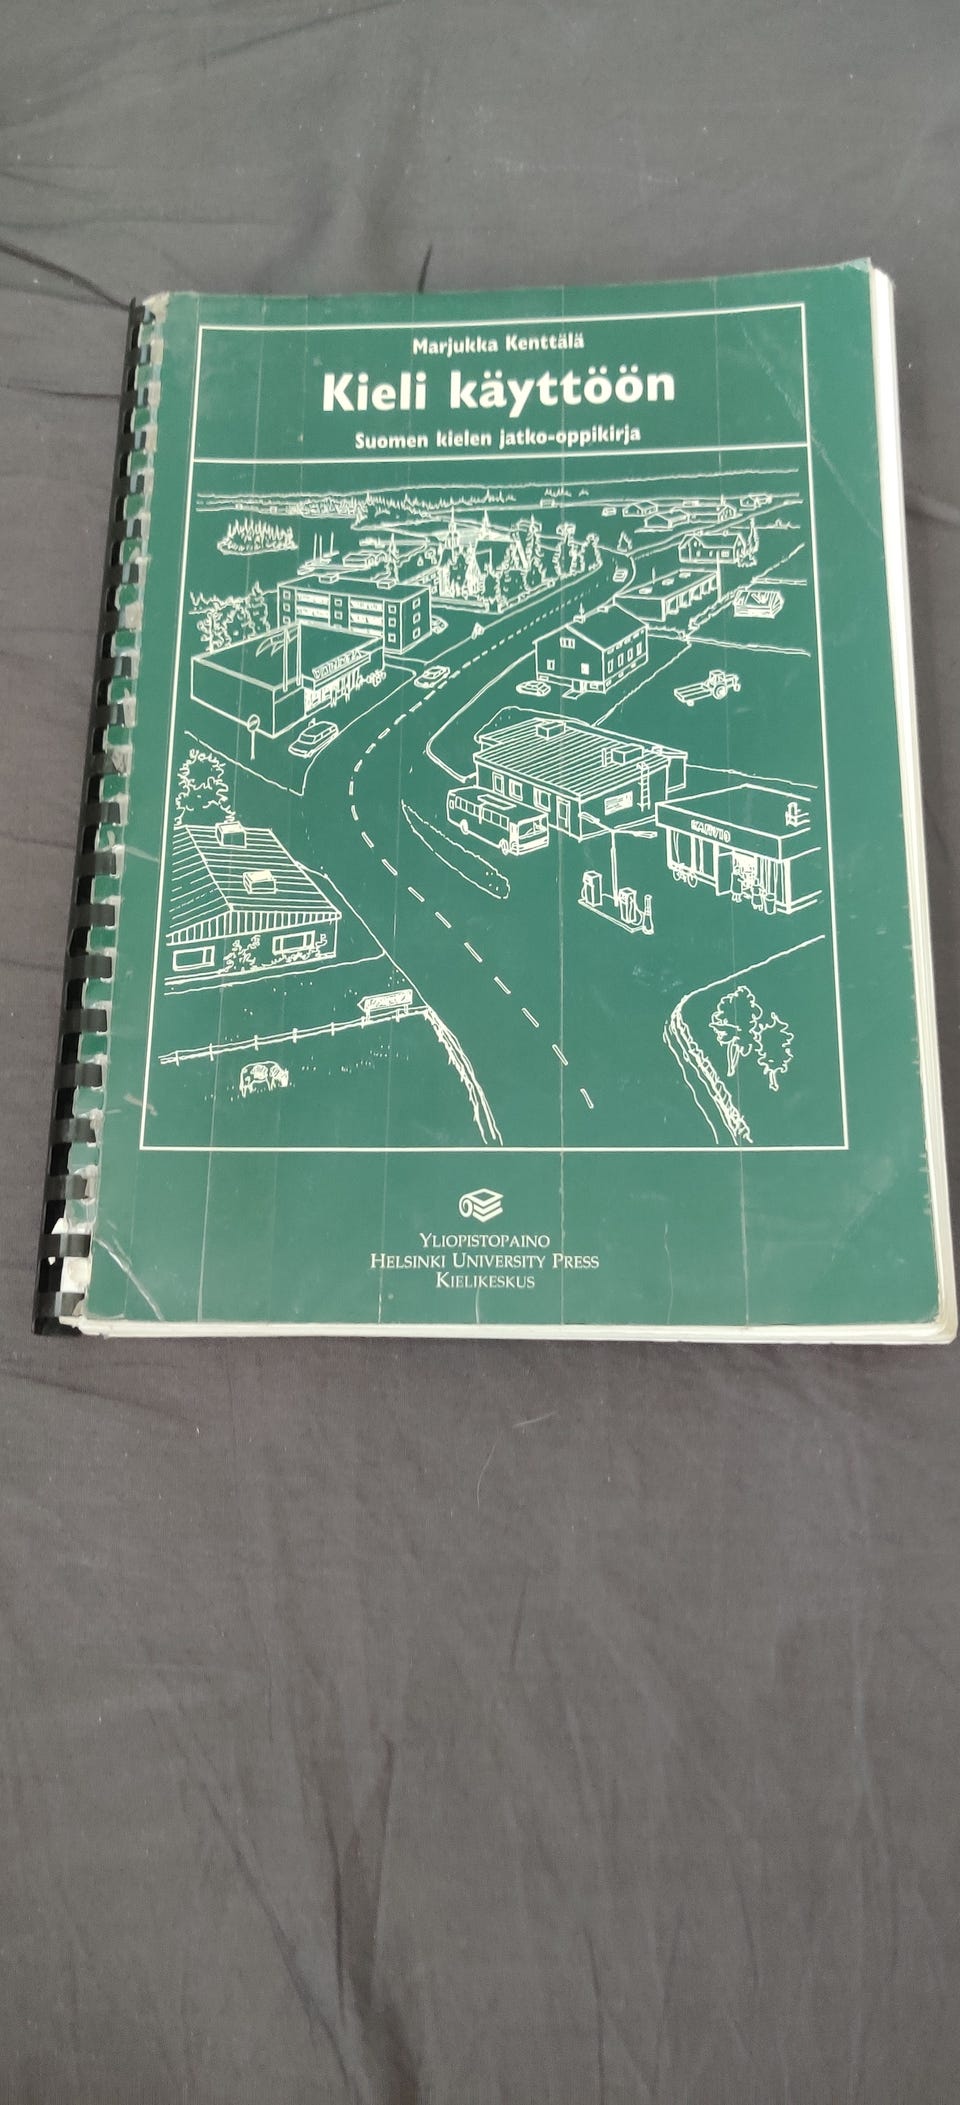 Marjukka Kenttälä
Kieli käyttöön
Suomen kielen jatko-oppikirja
YLIOPISTOPAINO
HELSINKI UNIVERSITY PRESS
KIELIKESKUS